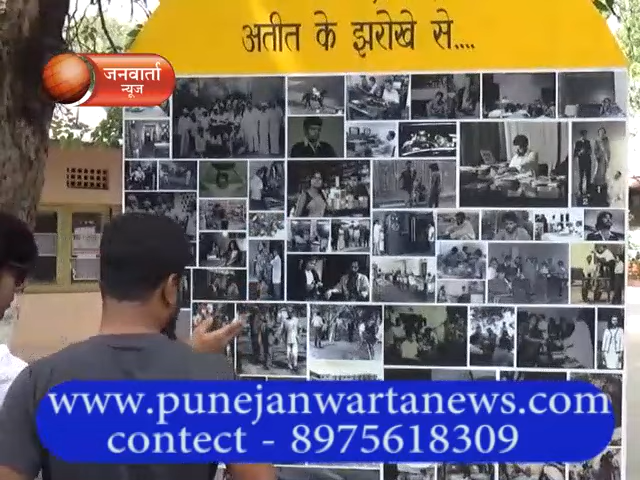 अतीत के झरोखे से....
जनवार्ता
न्यूज
www.punejanwartanews.com
contect - 8975618309